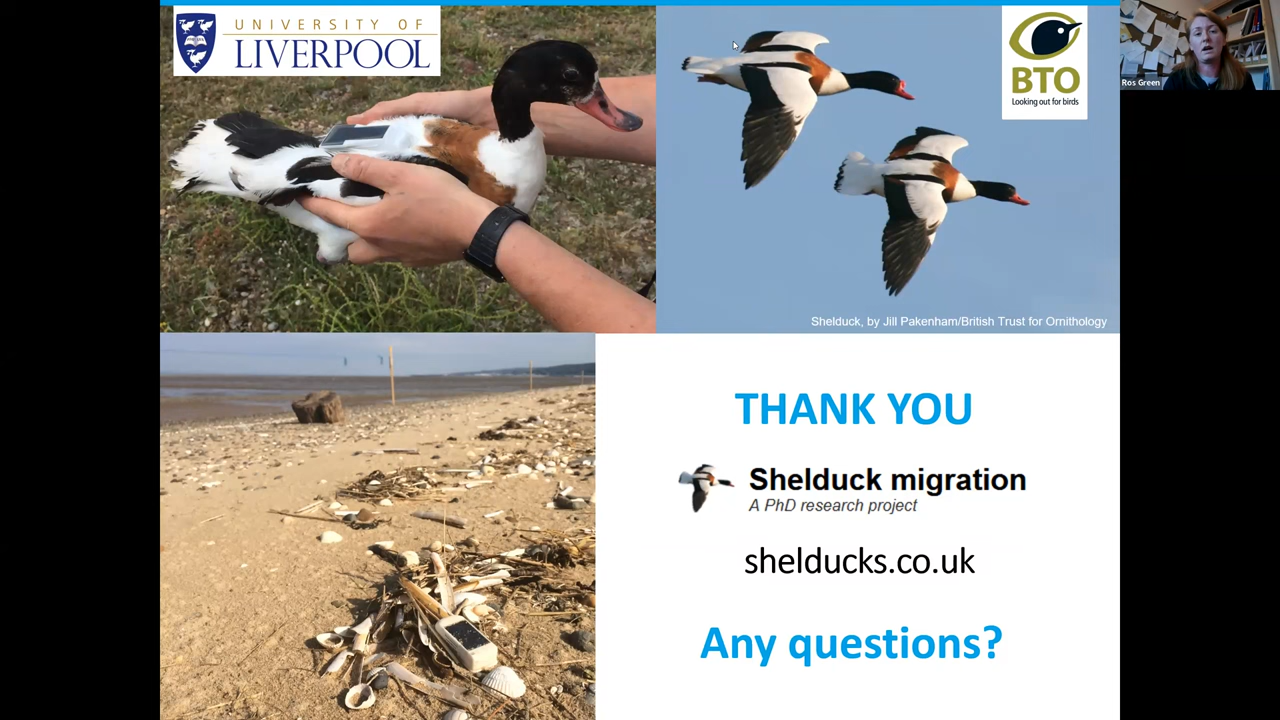 UNIVERSITY OF
LIVERPOOL
BTO
Looking out for birds
Ros Green
Shelduck, by Jill Pakenham/British Trust for Ornithology
THANK YOU
Shelduck migration
A PhD research project
shelducks.co.uk
Any questions?